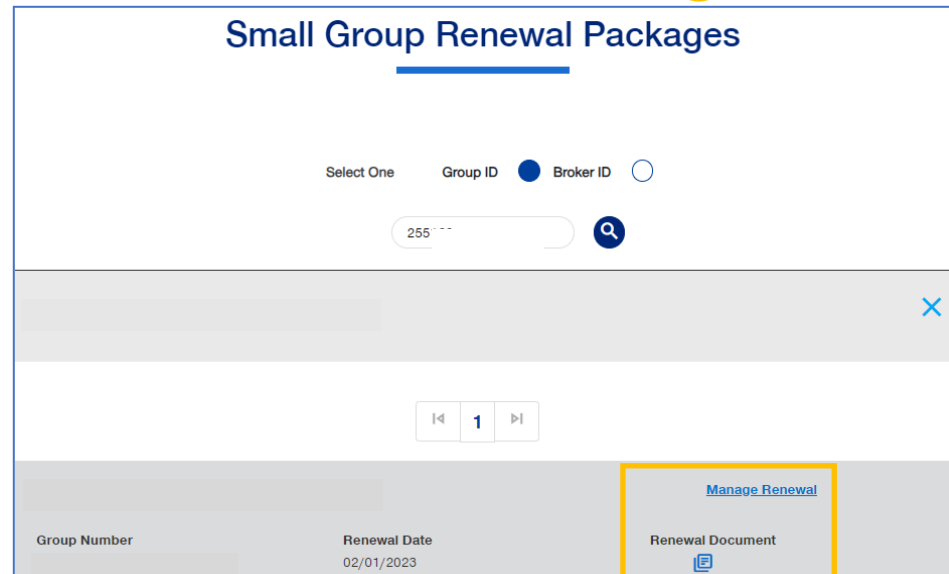 Small Group Renewal Packages
Select One Group ID Broker ID
255
1
Manage Renewal
Group Number Renewal Date Renewal Document
02/01/2023